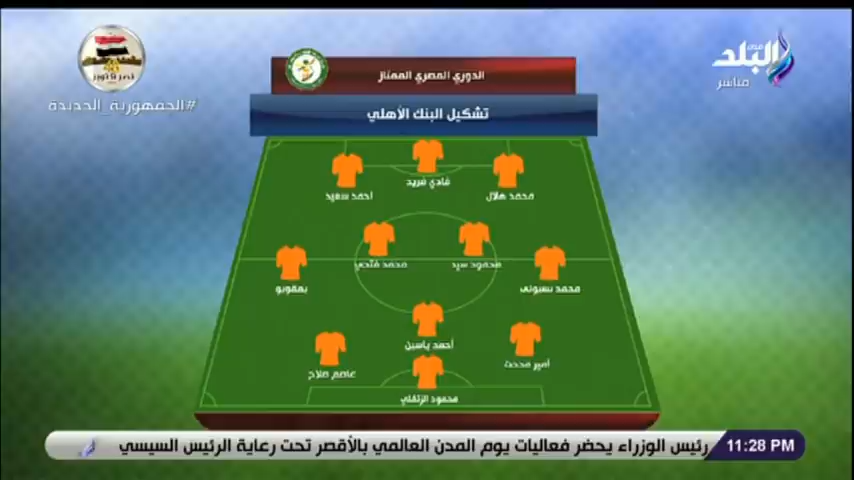 صدى
البلد
مباشر
#الجمهورية_الجديدة
الدوري المصري الممتاز
تشكيل البنك الأهلي
فادي فريد
أحمد سعيد
محمد هلال
محمد فتحي
محمود سيد
يعقوبو
محمد بسيوني
أحمد ياسين
أمير مدحت
عاصم صلاح
محمود الزنفلي
رئيس الوزراء يحضر فعاليات يوم المدن العالمي بالأقصر تحت رعاية الرئيس السيسي
11:28 PM